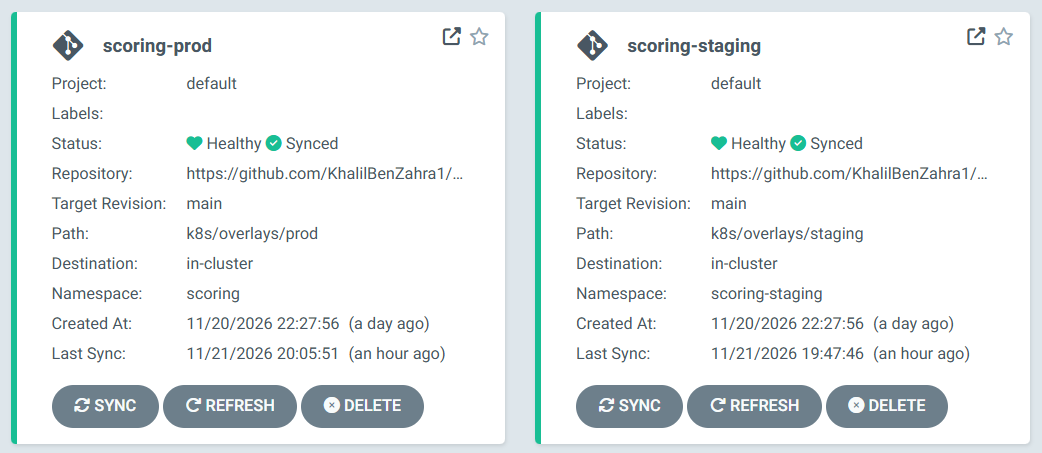 scoring-prod
Project: default
Labels:
Status: Healthy Synced
Repository: https://github.com/KhalilBenZahra1/...
Target Revision: main
Path: k8s/overlays/prod
Destination: in-cluster
Namespace: scoring
Created At: 11/20/2026 22:27:56 (a day ago)
Last Sync: 11/21/2026 20:05:51 (an hour ago)
SYNC REFRESH DELETE
scoring-staging
Project: default
Labels:
Status: Healthy Synced
Repository: https://github.com/KhalilBenZahra1/...
Target Revision: main
Path: k8s/overlays/staging
Destination: in-cluster
Namespace: scoring-staging
Created At: 11/20/2026 22:27:56 (a day ago)
Last Sync: 11/21/2026 19:47:46 (an hour ago)
SYNC REFRESH DELETE